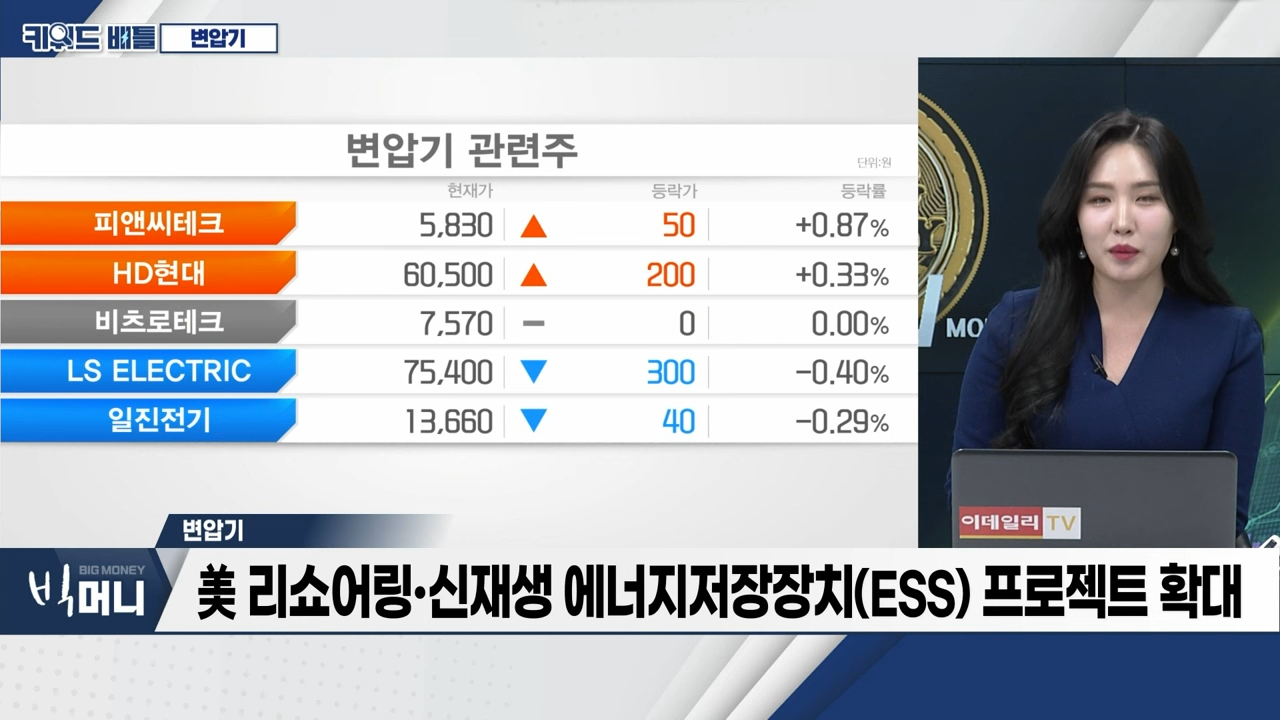 키워드 배틀 변압기
변압기 관련주
단위:원
현재가 등락가 등락률
피앤씨테크 5,830 ▲ 50 +0.87%
HD현대 60,500 ▲ 200 +0.33%
비츠로테크 7,570 – 0 0.00%
LS ELECTRIC 75,400 ▼ 300 -0.40%
일진전기 13,660 ▼ 40 -0.29%
MO
이데일리TV
변압기
BIG MONEY
빅머니
美 리쇼어링·신재생 에너지저장장치(ESS) 프로젝트 확대